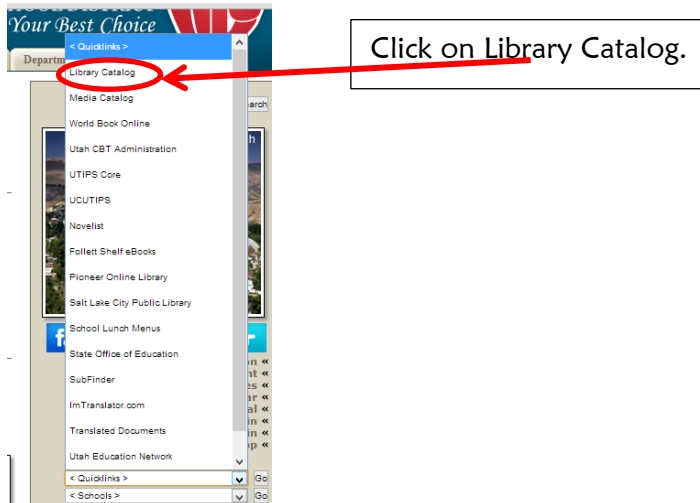 Your Best Choice
< Quicklinks >
Click on Library Catalog.
Library Catalog
Media Catalog
World Book Online
Utah CBT Administration
UTIPS Core
UCUTIPS
Novelist
Follett Shelf eBooks
Pioneer Online Library
Salt Lake City Public Library
School Lunch Menus
State Office of Education
SubFinder
ImTranslator.com
Translated Documents
Utah Education Network
< Quicklinks > Go
< Schools > Go